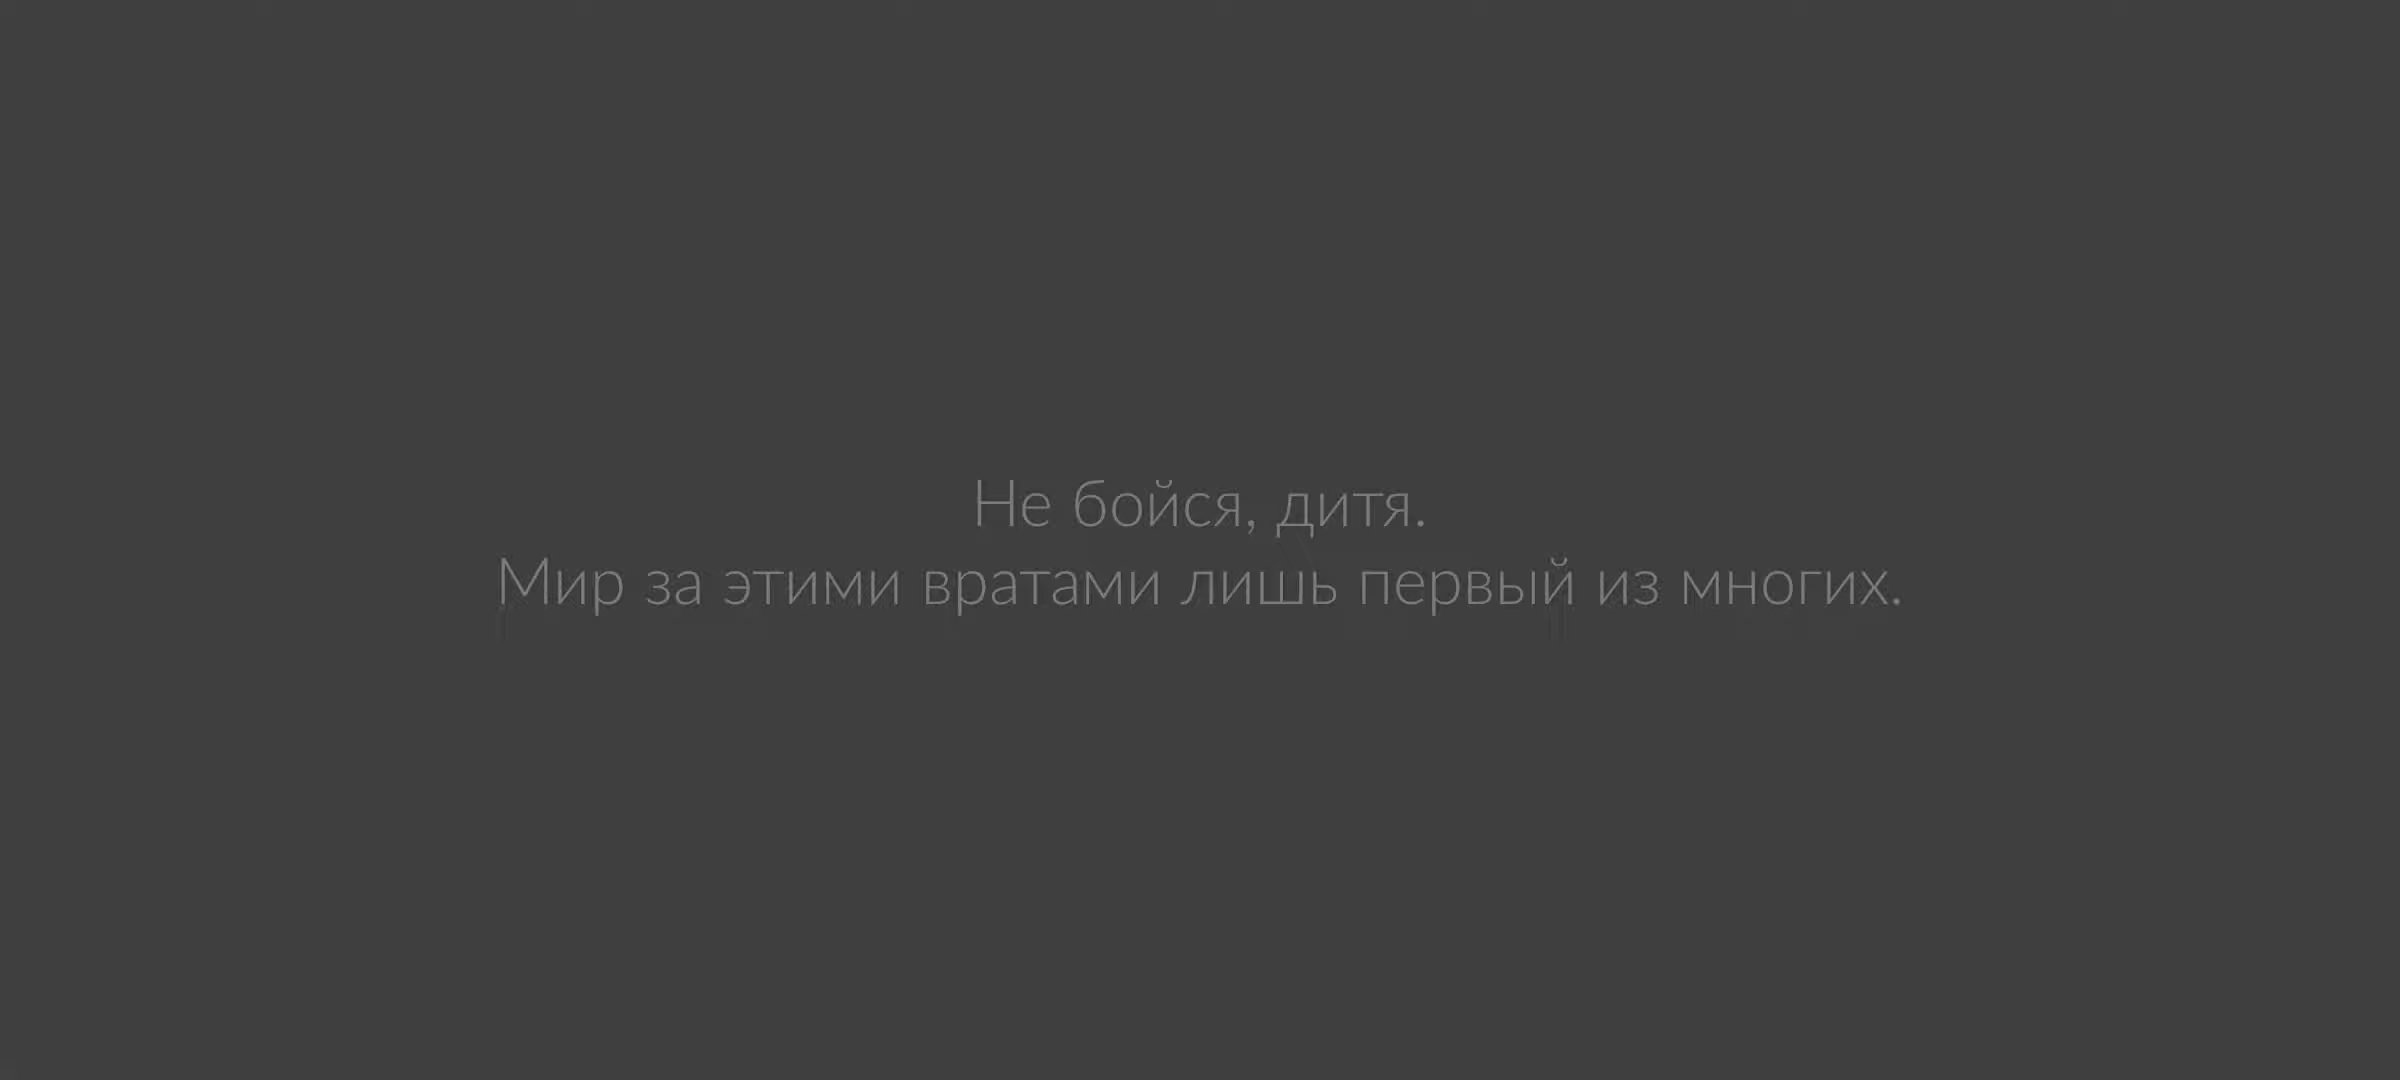 Не бойся, дитя.
Мир за этими вратами лишь первый из многих.